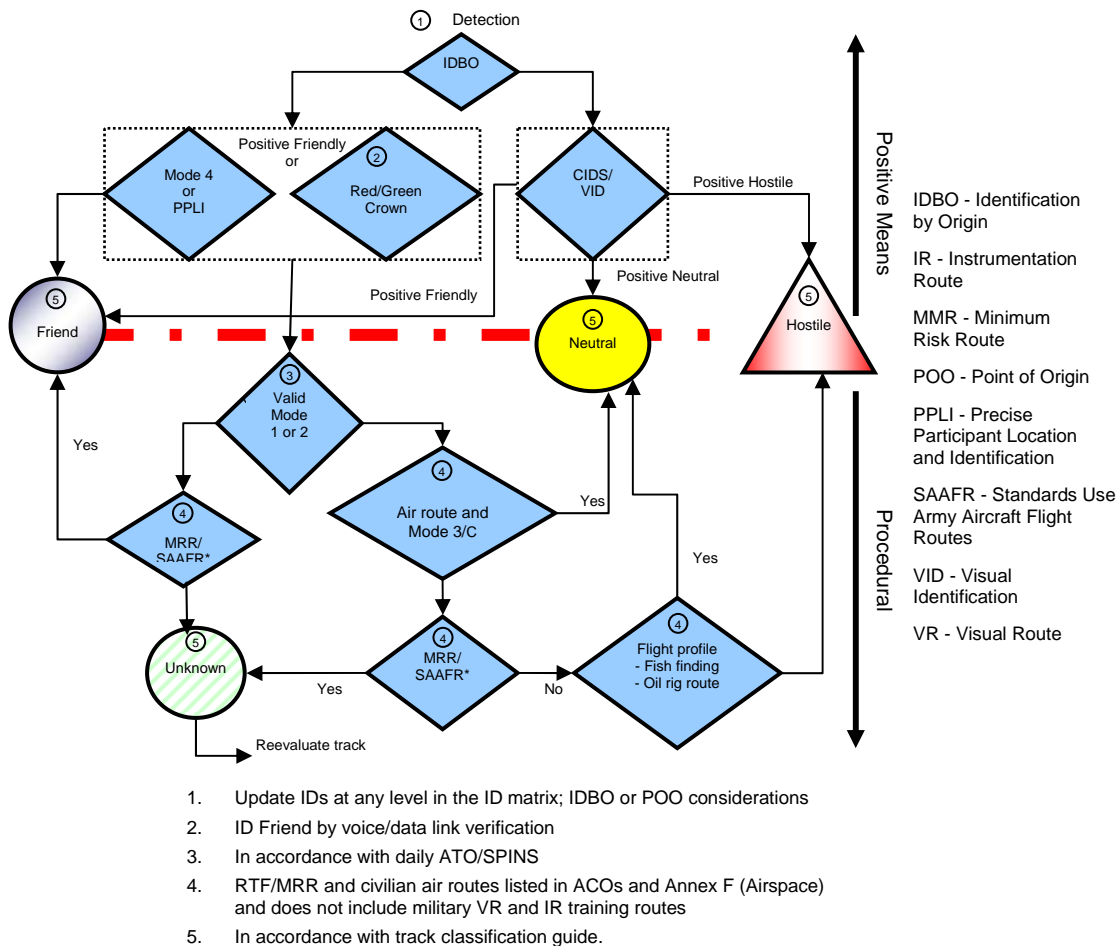 1 Detection
IDBO
Positive Friendly
or
Mode 4
or
PPLI
2
Red/Green
Crown
CIDS/
VID
Positive Hostile
Positive Neutral
Positive Friendly
5
Friend
5
Neutral
5
Hostile
3
Valid
Mode
1 or 2
Yes
4
Air route and
Mode 3/C
Yes
4
MRR/
SAAFR*
5
Unknown
Yes
4
MRR/
SAAFR*
No
4
Flight profile
- Fish finding
- Oil rig route
Yes
Reevaluate track
Positive Means
Procedural
IDBO - Identification
by Origin
IR - Instrumentation
Route
MMR - Minimum
Risk Route
POO - Point of Origin
PPLI - Precise
Participant Location
and Identification
SAAFR - Standards Use
Army Aircraft Flight
Routes
VID - Visual
Identification
VR - Visual Route
1. Update IDs at any level in the ID matrix; IDBO or POO considerations
2. ID Friend by voice/data link verification
3. In accordance with daily ATO/SPINS
4. RTF/MRR and civilian air routes listed in ACOs and Annex F (Airspace)
and does not include military VR and IR training routes
5. In accordance with track classification guide.